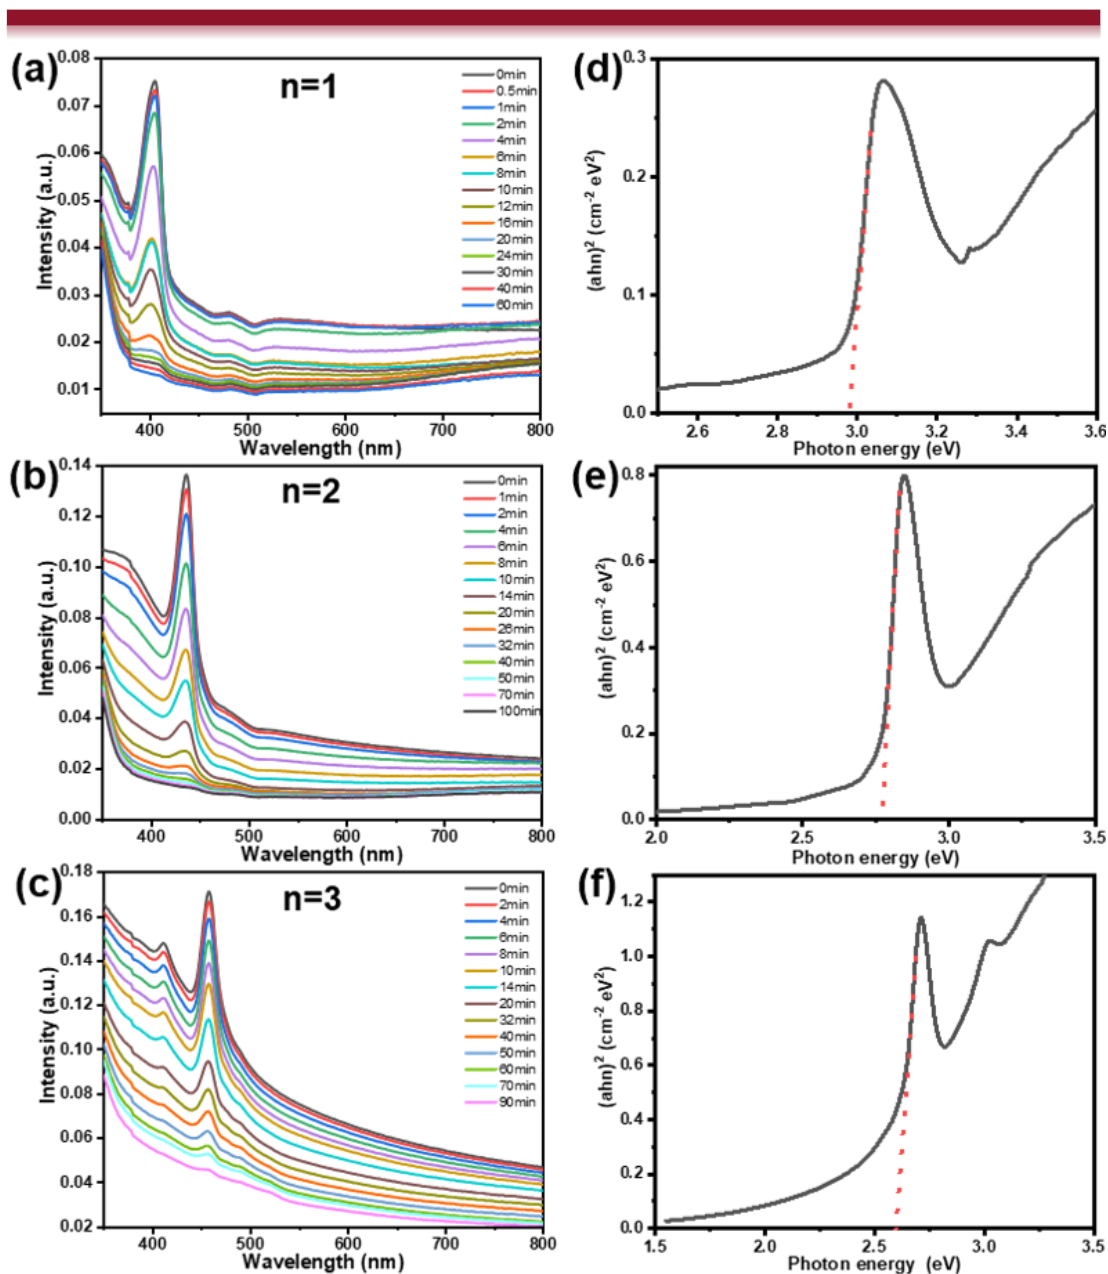 (a)
n=1
0.08
0.07
0.06
0.05
0.04
0.03
0.02
0.01
Intensity (a.u.)
400
500
600
700
800
Wavelength (nm)
0min
0.5min
1min
2min
4min
6min
8min
10min
12min
16min
20min
24min
30min
40min
60min
(d)
0.3
0.2
0.1
0.0
(ahn)² (cm⁻² eV²)
2.6
2.8
3.0
3.2
3.4
3.6
Photon energy (eV)
(b)
n=2
0.14
0.12
0.10
0.08
0.06
0.04
0.02
0.00
Intensity (a.u.)
400
500
600
700
800
Wavelength (nm)
0min
1min
2min
4min
6min
8min
10min
14min
20min
26min
32min
40min
50min
70min
100min
(e)
0.8
0.6
0.4
0.2
0.0
(ahn)² (cm⁻² eV²)
2.0
2.5
3.0
3.5
Photon energy (eV)
(c)
n=3
0.18
0.16
0.14
0.12
0.10
0.08
0.06
0.04
0.02
Intensity (a.u.)
400
500
600
700
800
Wavelength (nm)
0min
2min
4min
6min
8min
10min
14min
20min
32min
40min
50min
60min
70min
90min
(f)
1.2
1.0
0.8
0.6
0.4
0.2
0.0
(ahn)² (cm⁻² eV²)
1.5
2.0
2.5
3.0
3.5
Photon energy (eV)